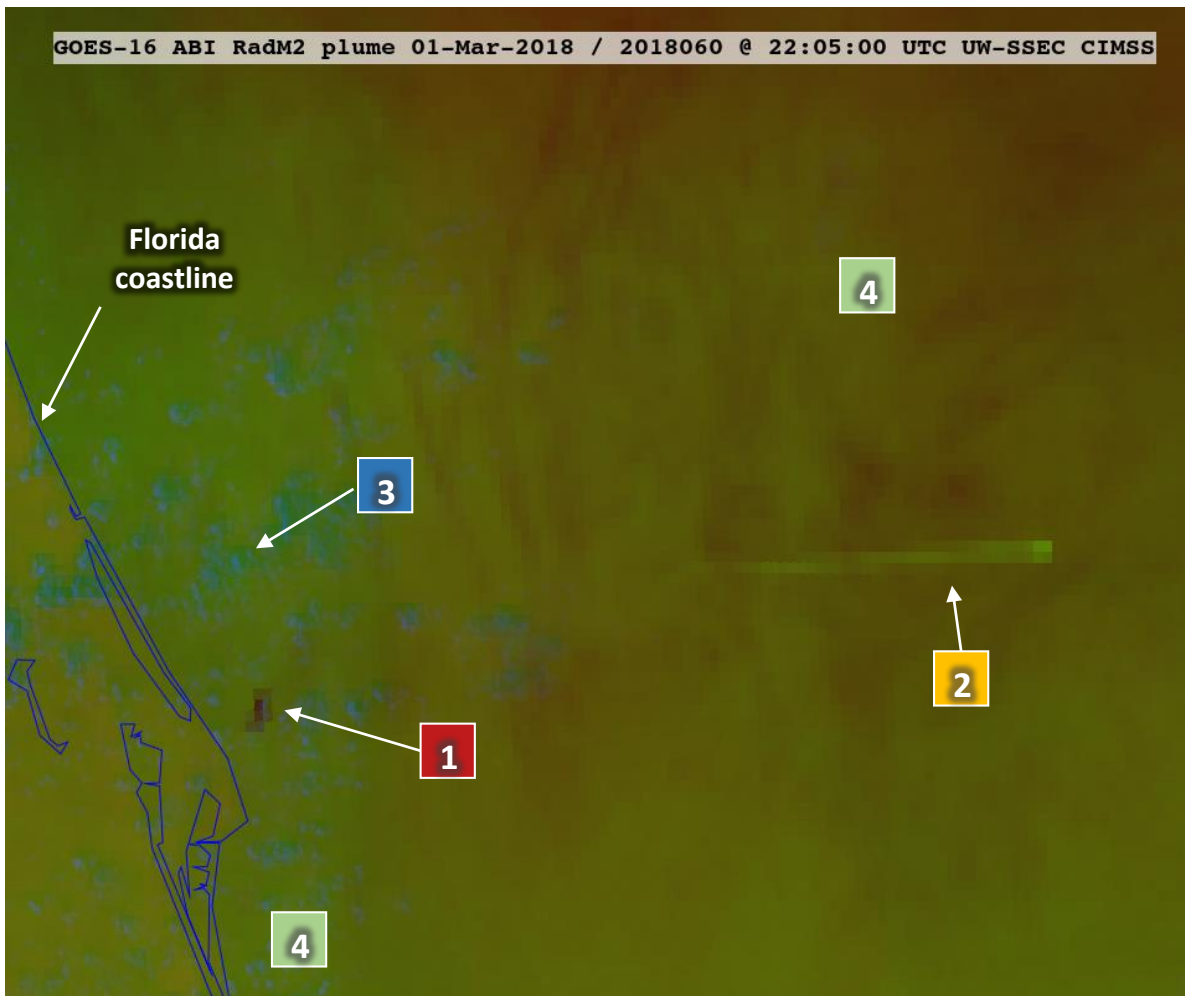 GOES-16 ABI RadM2 plume 01-Mar-2018 / 2018060 @ 22:05:00 UTC UW-SSEC CIMSS
Florida
coastline
4
3
2
1
4